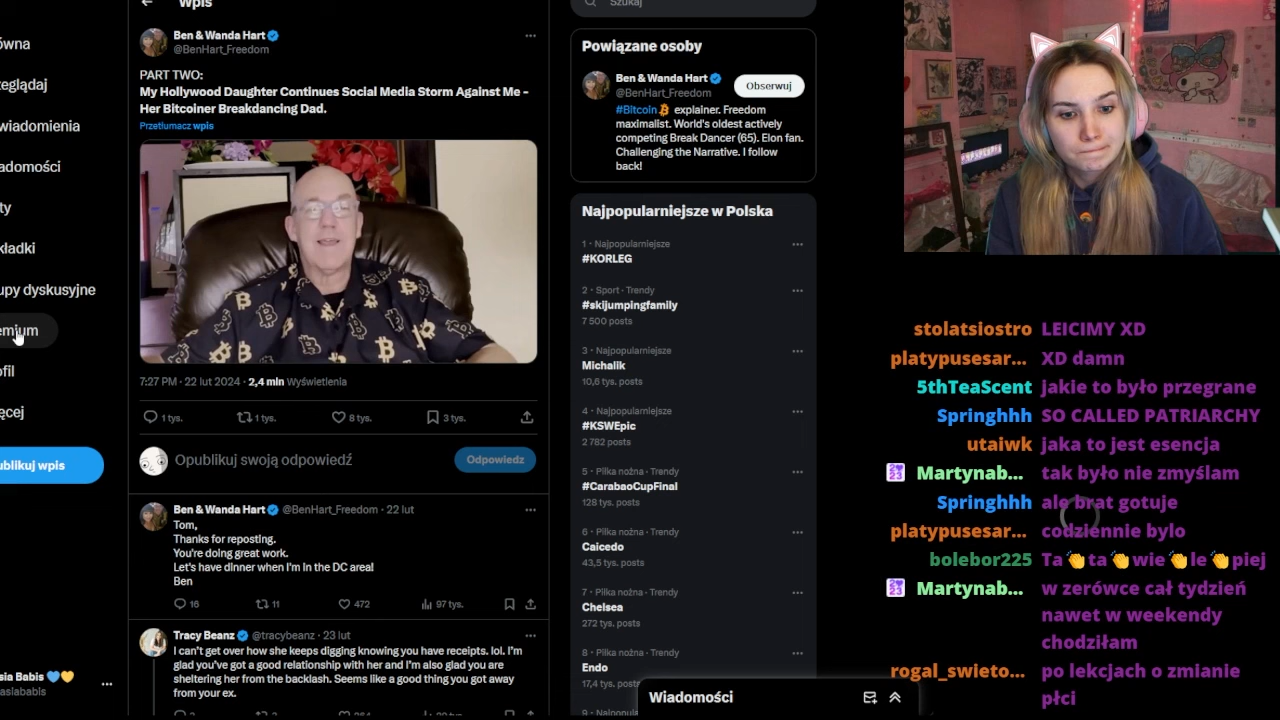 Wpis
ówna
zeglądaj
wiadomienia
adomości
ty
kładki
upy dyskusyjne
emium
ofil
ęcej
ublikuj wpis
sia Babis 💙💛
aslababis
Ben & Wanda Hart
@BenHart_Freedom
PART TWO:
My Hollywood Daughter Continues Social Media Storm Against Me -
Her Bitcoiner Breakdancing Dad.
Przetłumacz wpis
7:27 PM · 22 lut 2024 · 2,4 mln Wyświetlenia
1 tys.
1 tys.
8 tys.
3 tys.
Opublikuj swoją odpowiedź
Odpowiedz
Ben & Wanda Hart @BenHart_Freedom · 22 lut
Tom,
Thanks for reposting.
You're doing great work.
Let's have dinner when I'm in the DC area!
Ben
16
11
472
97 tys.
Tracy Beanz @tracybeanz · 23 lut
I can't get over how she keeps digging knowing you have receipts. lol. I'm
glad you've got a good relationship with her and I'm also glad you are
sheltering her from the backlash. Seems like a good thing you got away
from your ex.
Szukaj
Powiązane osoby
Ben & Wanda Hart
@BenHart_Freedom
Obserwuj
#Bitcoin explainer. Freedom
maximalist. World's oldest actively
competing Break Dancer (65). Elon fan.
Challenging the Narrative. I follow
back!
Najpopularniejsze w Polska
1 · Najpopularniejsze
#KORLEG
2 · Sport · Trendy
#skijumpingfamily
7 500 posts
3 · Najpopularniejsze
Michalik
10,6 tys. posts
4 · Najpopularniejsze
#KSWEpic
2 782 posts
5 · Piłka nożna · Trendy
#CarabaoCupFinal
128 tys. posts
6 · Piłka nożna · Trendy
Caicedo
43,5 tys. posts
7 · Piłka nożna · Trendy
Chelsea
272 tys. posts
8 · Piłka nożna · Trendy
Endo
17,4 tys.
Wiadomości
stolatsiostro LEICIMY XD
platypusesar... XD damn
5thTeaScent jakie to było przegrane
Springhhh SO CALLED PATRIARCHY
utaiwk jaka to jest esencja
Martynab... tak było nie zmyślam
Springhhh ale brat gotuje
platypusesar... codziennie bylo
bolebor225 Ta👏ta👏wie👏le👏piej
Martynab... w zerówce cał tydzień
nawet w weekendy
chodziłam
rogal_swieto... po lekcjach o zmianie
płci